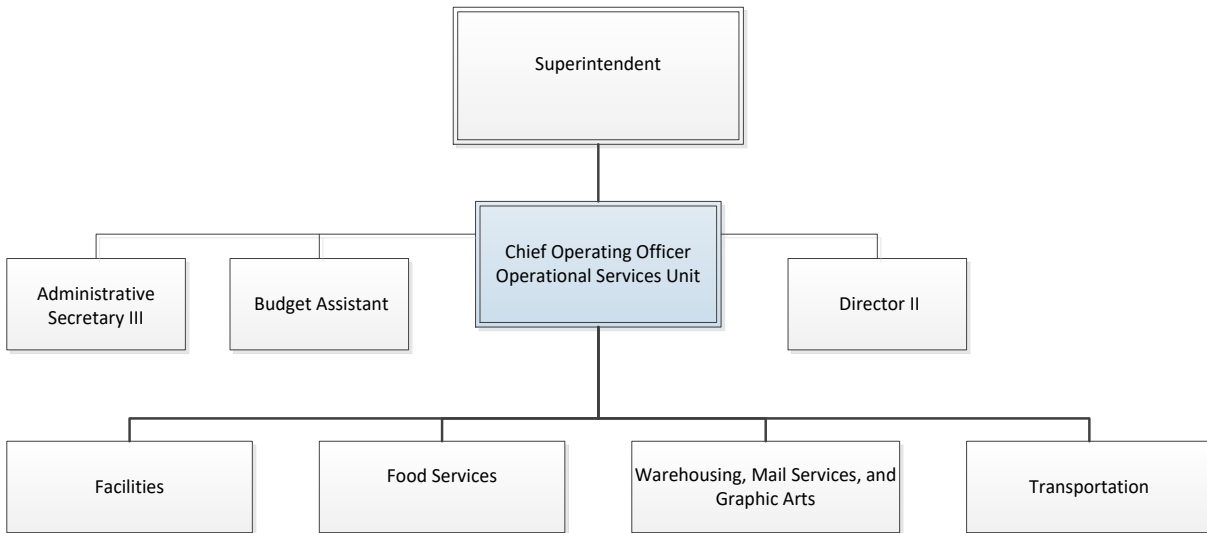 Superintendent
Chief Operating Officer
Operational Services Unit
Administrative
Secretary III
Budget Assistant
Director II
Facilities
Food Services
Warehousing, Mail Services, and
Graphic Arts
Transportation